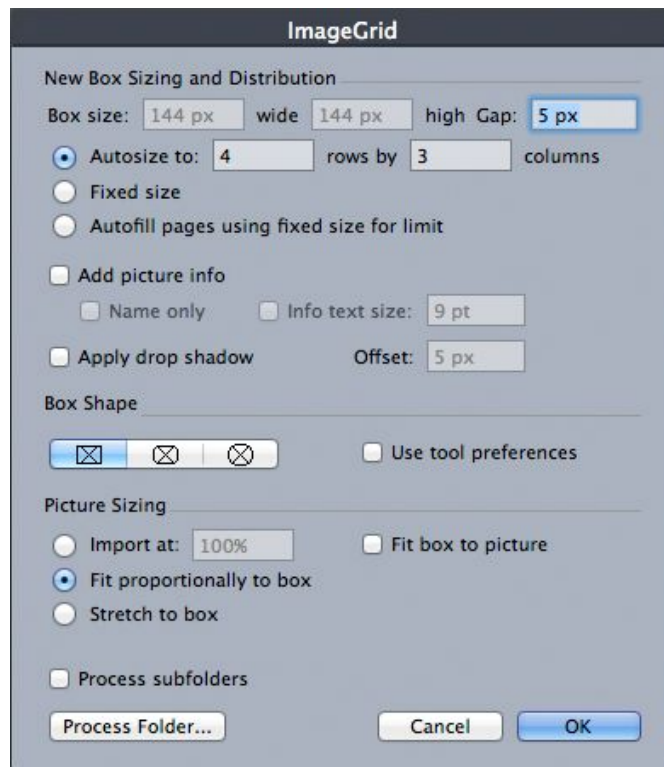 ImageGrid
New Box Sizing and Distribution
Box size: 144 px wide 144 px high Gap: 5 px
Autosize to: 4 rows by 3 columns
Fixed size
Autofill pages using fixed size for limit
Add picture info
Name only Info text size: 9 pt
Apply drop shadow Offset: 5 px
Box Shape
Use tool preferences
Picture Sizing
Import at: 100% Fit box to picture
Fit proportionally to box
Stretch to box
Process subfolders
Process Folder... Cancel OK